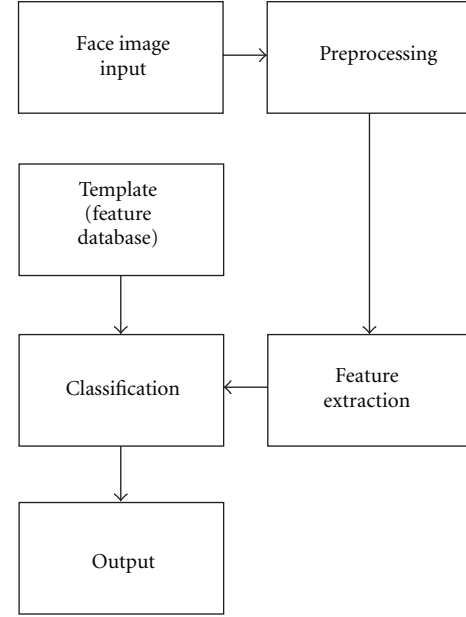 Face image
input
Preprocessing
Template
(feature
database)
Classification
Feature
extraction
Output